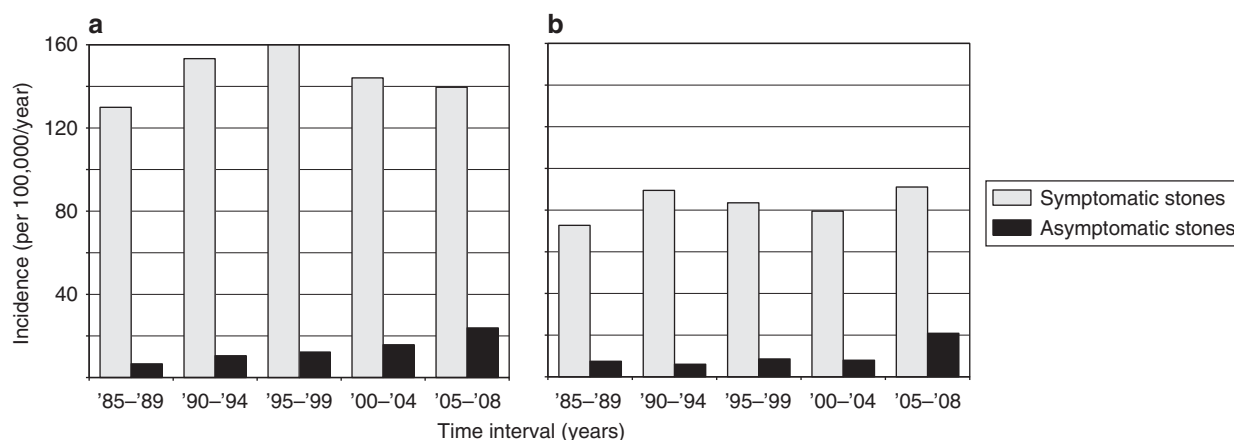 a
b
160
120
80
40
Incidence (per 100,000/year)
’85–’89 ’90–’94 ’95–’99 ’00–’04 ’05–’08
’85–’89 ’90–’94 ’95–’99 ’00–’04 ’05–’08
Time interval (years)
Symptomatic stones
Asymptomatic stones